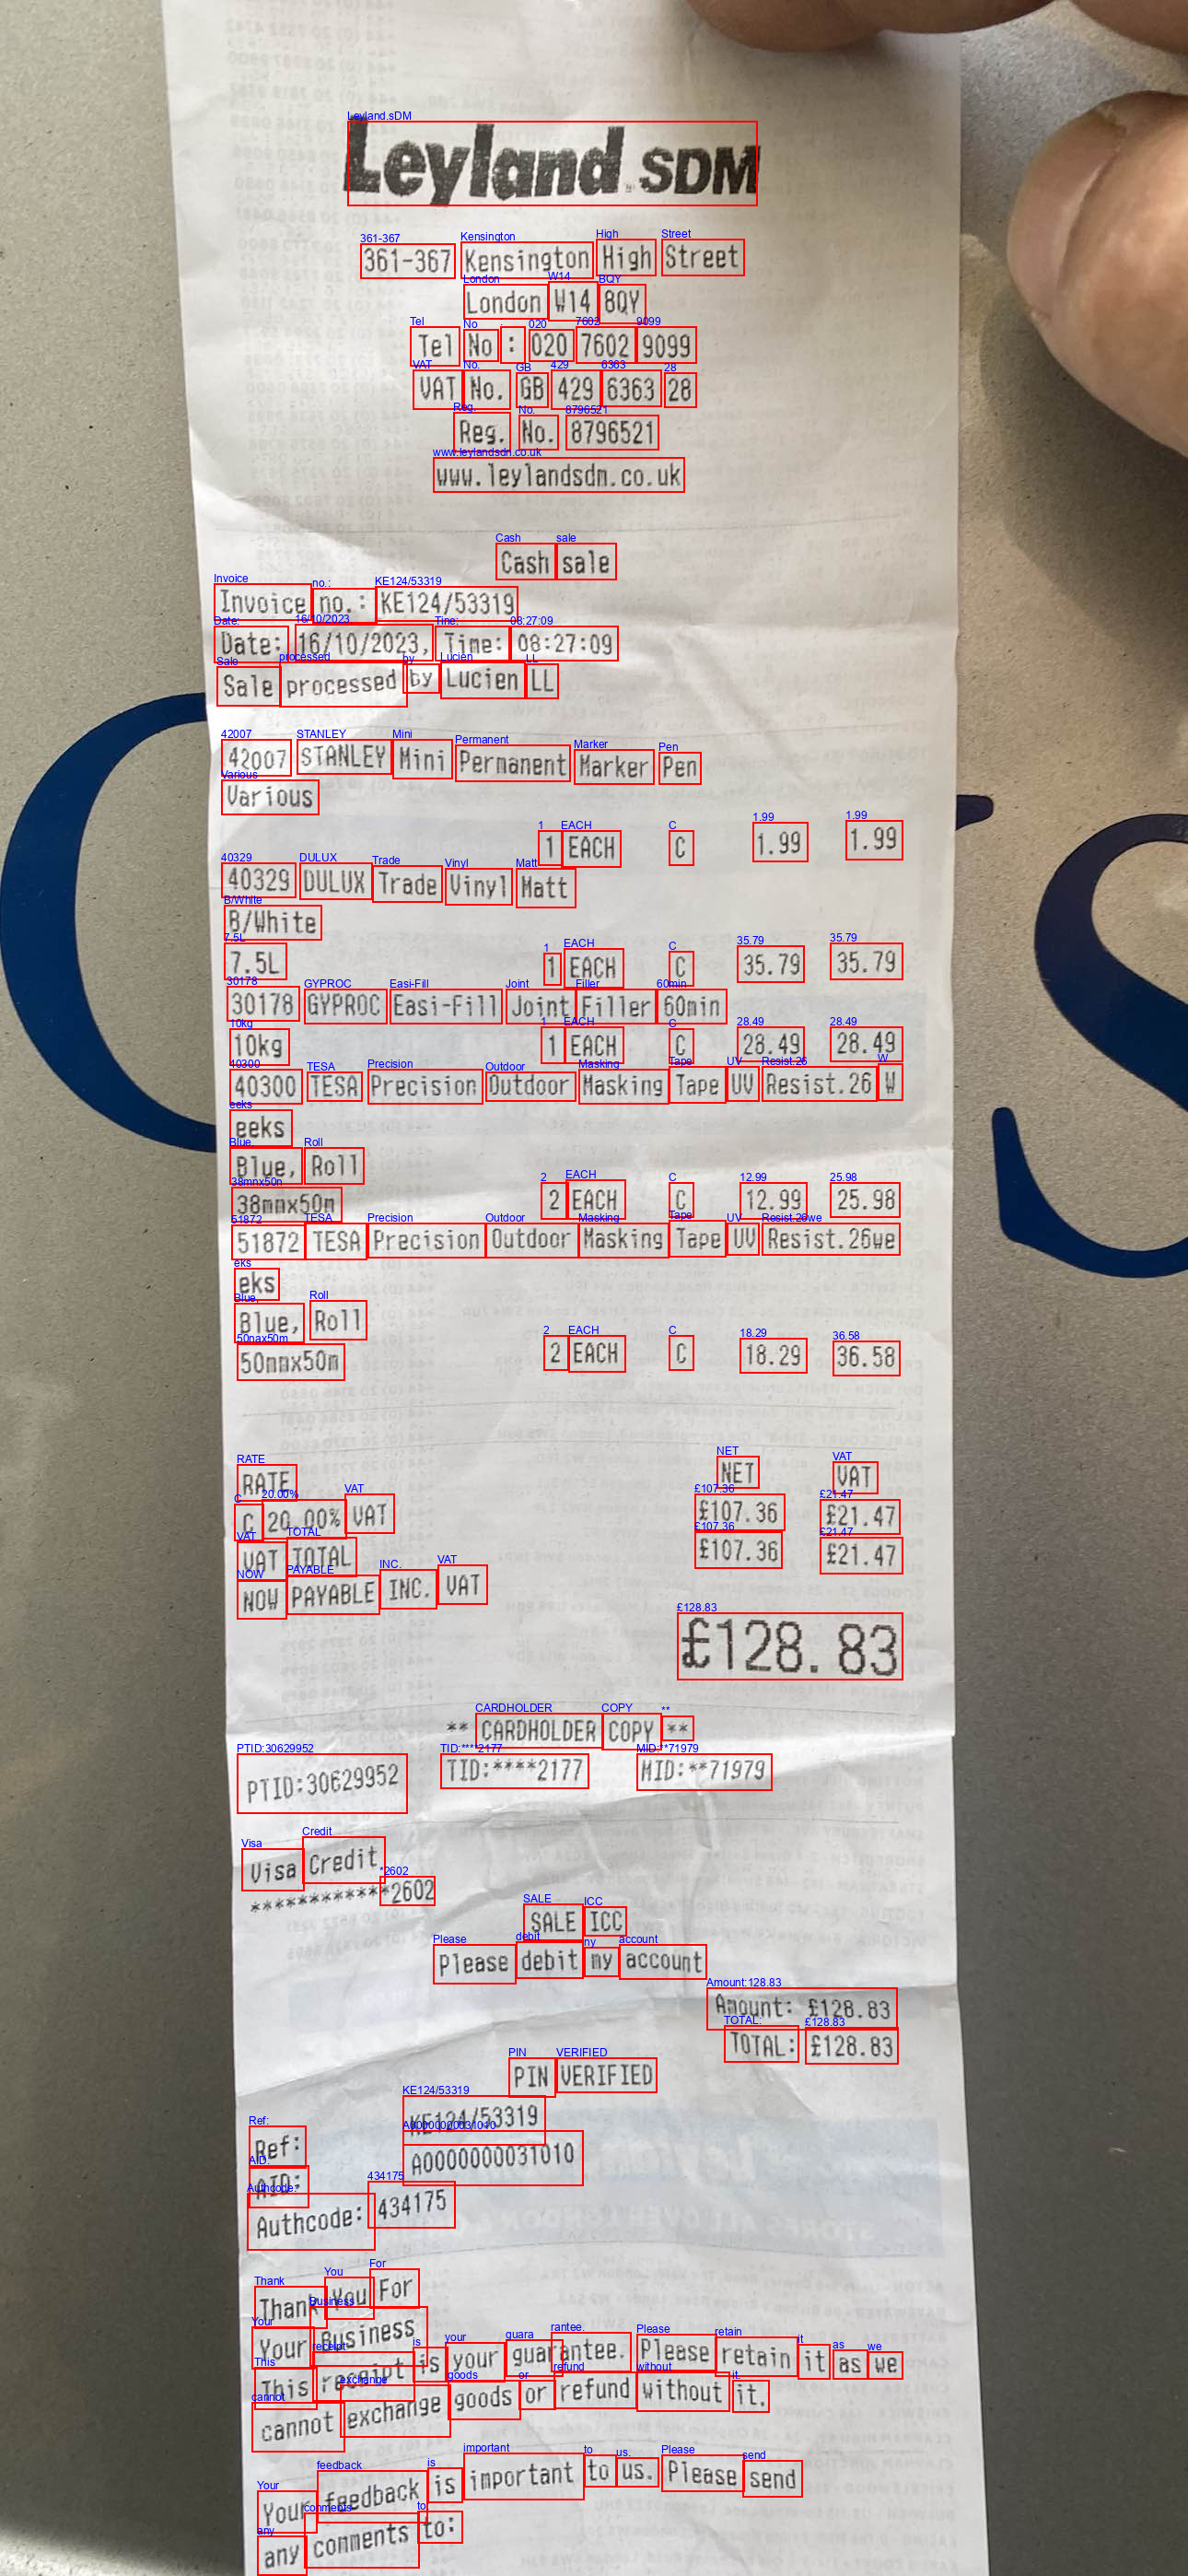 Leyland SDM
361-367 Kensington High Street
London W14 8QY
Tel No : 020 7602 9099
VAT No. GB 429 6363 28
Reg. No. 8796521
www.leylandsdm.co.uk
Cash sale
Invoice no.: KE124/53319
Date: 16/10/2023, Time: 08:27:09
Sale processed by Lucien LL
42007 STANLEY Mini Permanent Marker Pen
Various
1 EACH C 1.99 1.99
40329 DULUX Trade Vinyl Matt
B/White
7.5L 1 EACH C 35.79 35.79
30178 GYPROC Easi-Fill Joint Filler 60min
10kg 1 EACH C 28.49 28.49
40300 TESA Precision Outdoor Masking Tape UV Resist.26 W
eeks
Blue, Roll
38mmx50m 2 EACH C 12.99 25.98
51872 TESA Precision Outdoor Masking Tape UV Resist.26we
eks
Blue, Roll
50mmx50m 2 EACH C 18.29 36.58
RATE NET VAT
C 20.00% VAT £107.36 £21.47
VAT TOTAL £107.36 £21.47
NOW PAYABLE INC. VAT
£128.83
** CARDHOLDER COPY **
PTID:30629952 TID:****2177 MID:**71979
Visa Credit
************2602
SALE ICC
Please debit my account
Amount: £128.83
TOTAL: £128.83
PIN VERIFIED
Ref: KE124/53319
AID: A0000000031010
Authcode: 434175
Thank You For
Your Business
This receipt is your guarantee. Please retain it as we
cannot exchange goods or refund without it.
Your feedback is important to us. Please send
any comments to: